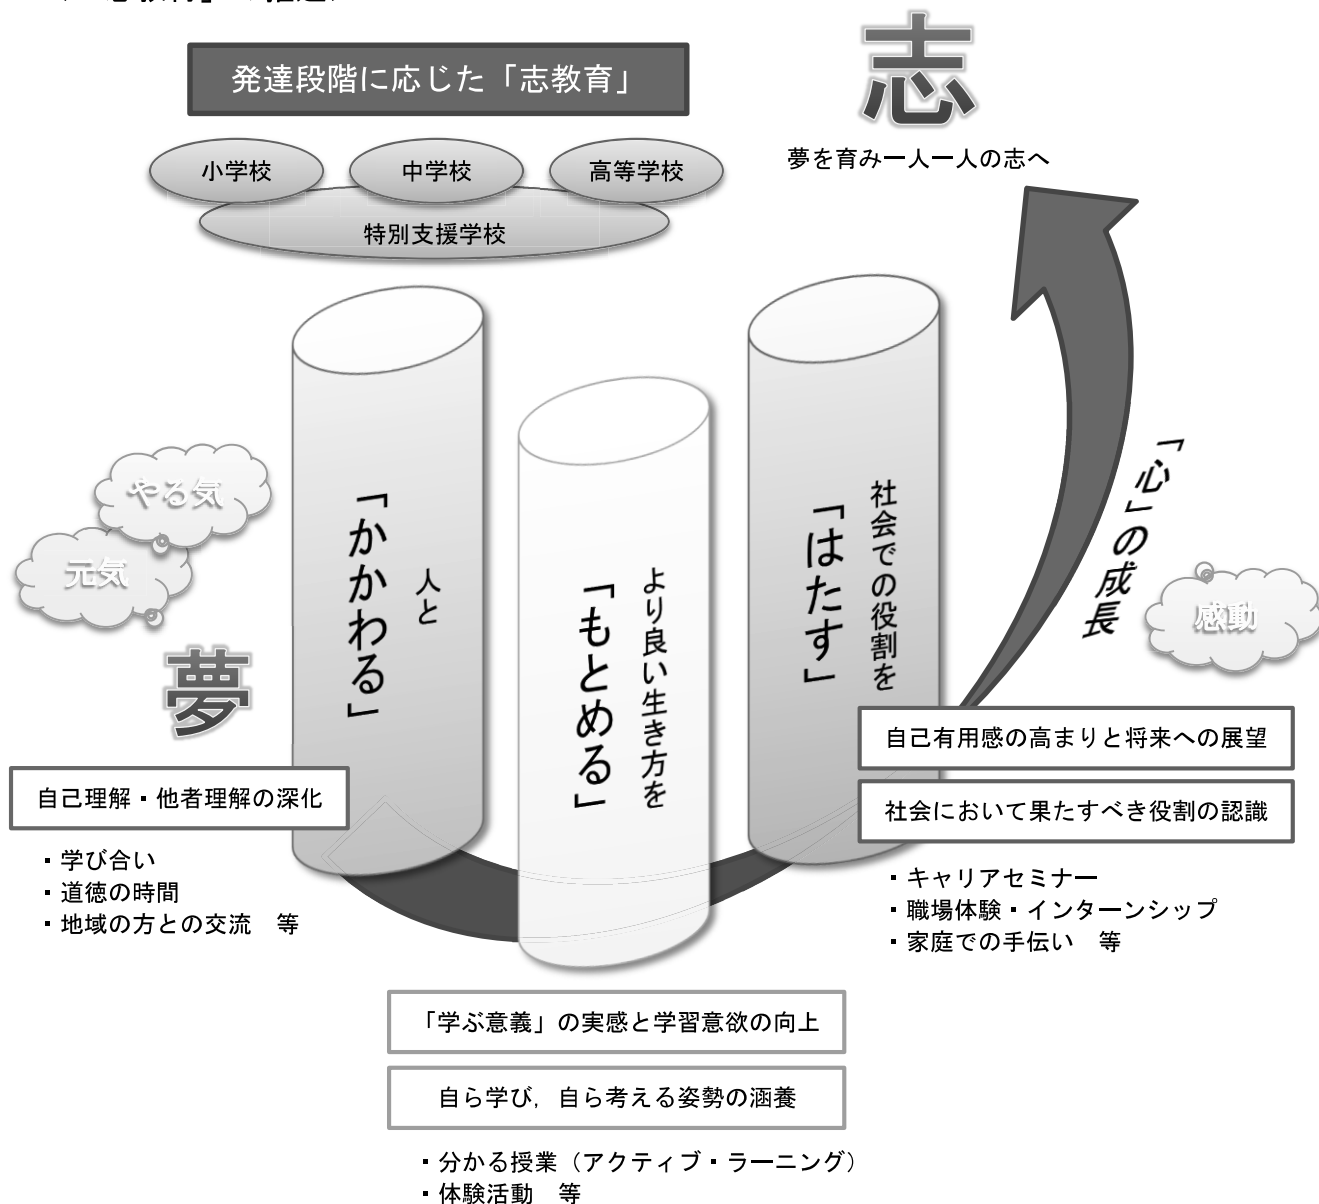 発達段階に応じた「志教育」
志
夢を育み一人一人の志へ
小学校
中学校
高等学校
特別支援学校
人と
「かかわる」
より良い生き方を
「もとめる」
社会での役割を
「はたす」
「心」の成長
やる気
元気
感動
夢
自己理解・他者理解の深化
・学び合い
・道徳の時間
・地域の方との交流　等
自己有用感の高まりと将来への展望
社会において果たすべき役割の認識
・キャリアセミナー
・職場体験・インターンシップ
・家庭での手伝い　等
「学ぶ意義」の実感と学習意欲の向上
自ら学び，自ら考える姿勢の涵養
・分かる授業（アクティブ・ラーニング）
・体験活動　等